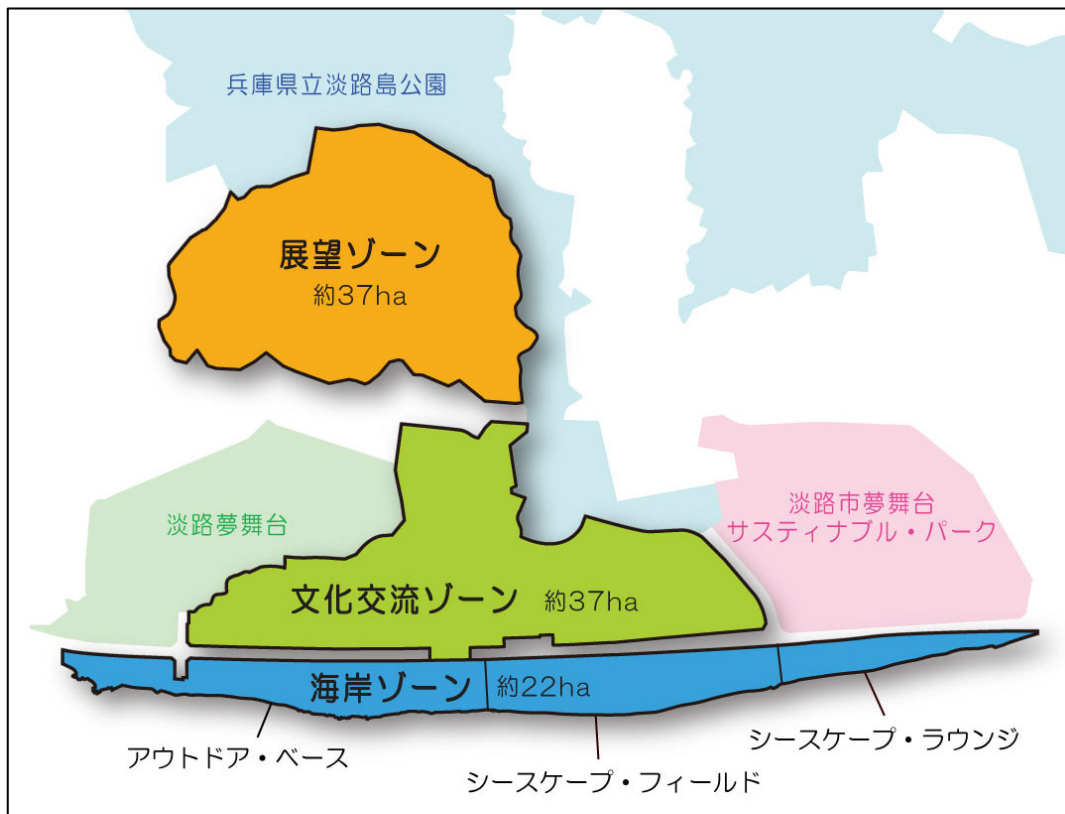 兵庫県立淡路島公園
展望ゾーン
約37ha
淡路夢舞台
淡路市夢舞台
サスティナブル・パーク
文化交流ゾーン 約37ha
海岸ゾーン 約22ha
アウトドア・ベース
シースケープ・フィールド
シースケープ・ラウンジ